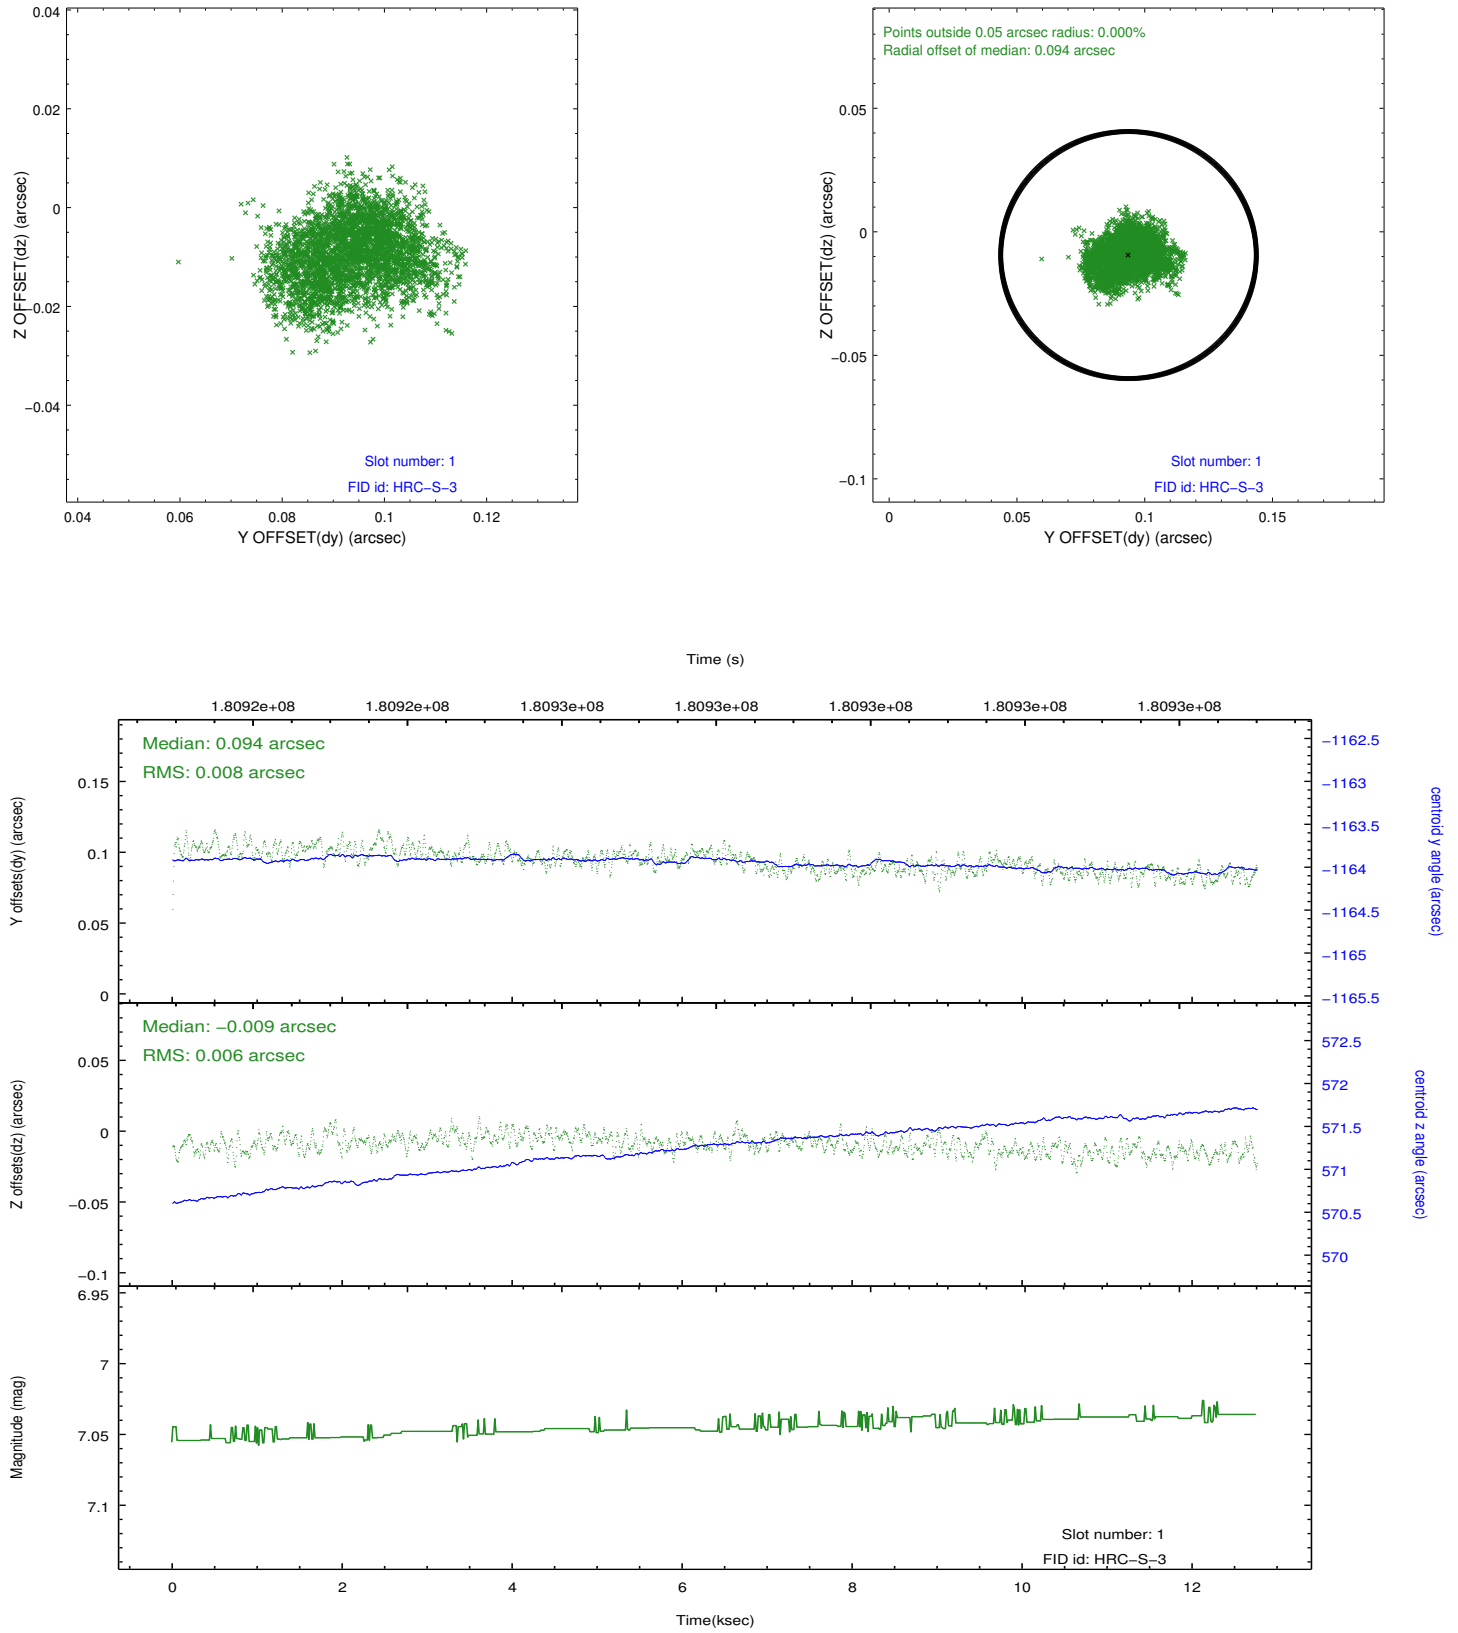 0.04
0.02
0
−0.02
−0.04
Z OFFSET(dz) (arcsec)
Slot number: 1
FID id: HRC−S−3
0.04 0.06 0.08 0.1 0.12
Y OFFSET(dy) (arcsec)
Points outside 0.05 arcsec radius: 0.000%
Radial offset of median: 0.094 arcsec
0.05
0
−0.05
−0.1
Z OFFSET(dz) (arcsec)
Slot number: 1
FID id: HRC−S−3
0 0.05 0.1 0.15
Y OFFSET(dy) (arcsec)
Time (s)
1.8092e+08 1.8092e+08 1.8093e+08 1.8093e+08 1.8093e+08 1.8093e+08 1.8093e+08
Median: 0.094 arcsec
RMS: 0.008 arcsec
0.15
0.1
0.05
0
Y offsets(dy) (arcsec)
−1162.5
−1163
−1163.5
−1164
−1164.5
−1165
−1165.5
centroid y angle (arcsec)
Median: −0.009 arcsec
RMS: 0.006 arcsec
0.05
0
−0.05
−0.1
Z offsets(dz) (arcsec)
572.5
572
571.5
571
570.5
570
centroid z angle (arcsec)
6.95
7
7.05
7.1
Magnitude (mag)
Slot number: 1
FID id: HRC−S−3
0 2 4 6 8 10 12
Time(ksec)